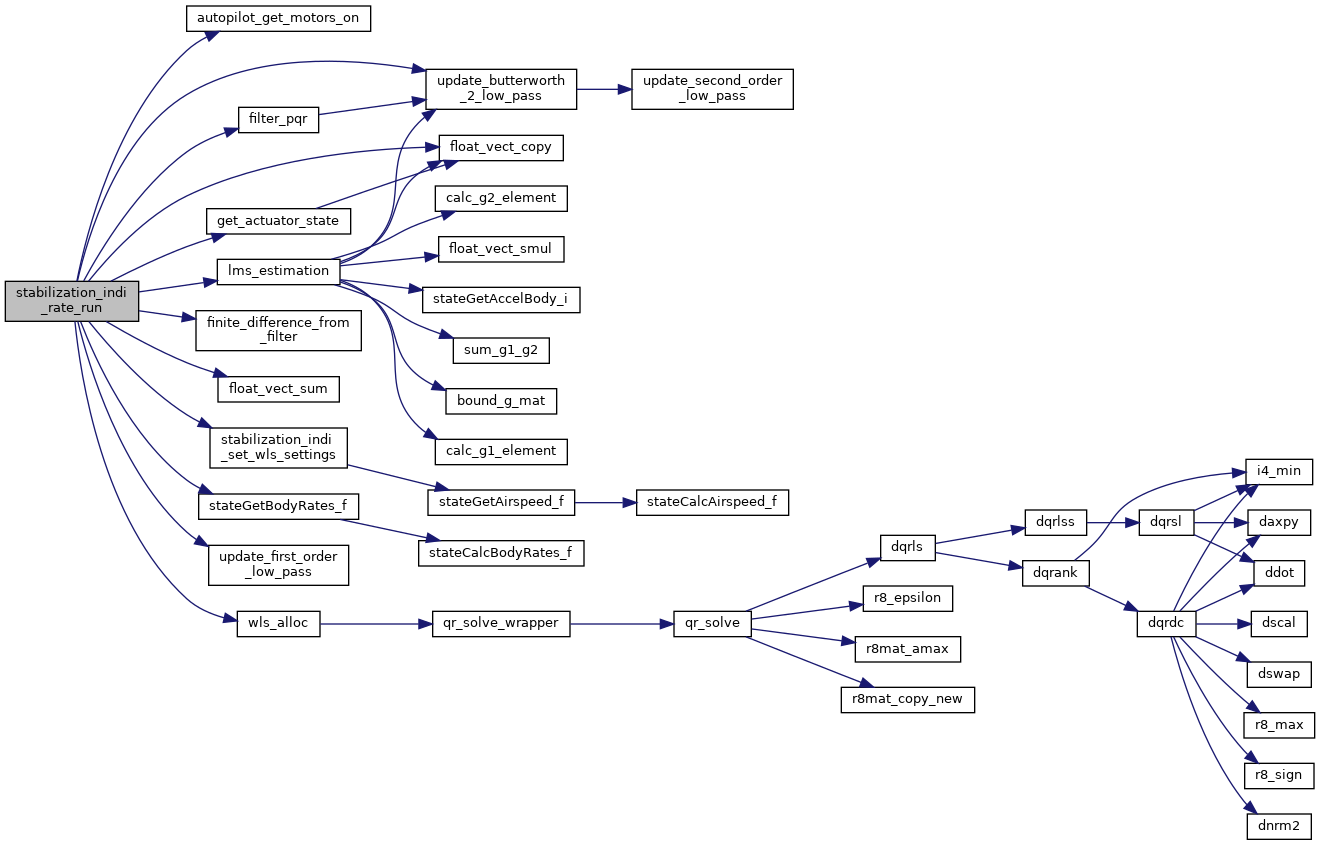 autopilot_get_motors_on
update_butterworth
_2_low_pass
update_second_order
_low_pass
filter_pqr
float_vect_copy
calc_g2_element
get_actuator_state
float_vect_smul
lms_estimation
stabilization_indi
_rate_run
stateGetAccelBody_i
finite_difference_from
_filter
sum_g1_g2
float_vect_sum
bound_g_mat
stabilization_indi
_set_wls_settings
calc_g1_element
i4_min
stateGetBodyRates_f
stateGetAirspeed_f
stateCalcAirspeed_f
dqrlss
dqrsl
daxpy
update_first_order
_low_pass
stateCalcBodyRates_f
dqrls
dqrank
ddot
r8_epsilon
wls_alloc
qr_solve_wrapper
qr_solve
dqrdc
dscal
r8mat_amax
dswap
r8mat_copy_new
r8_max
r8_sign
dnrm2